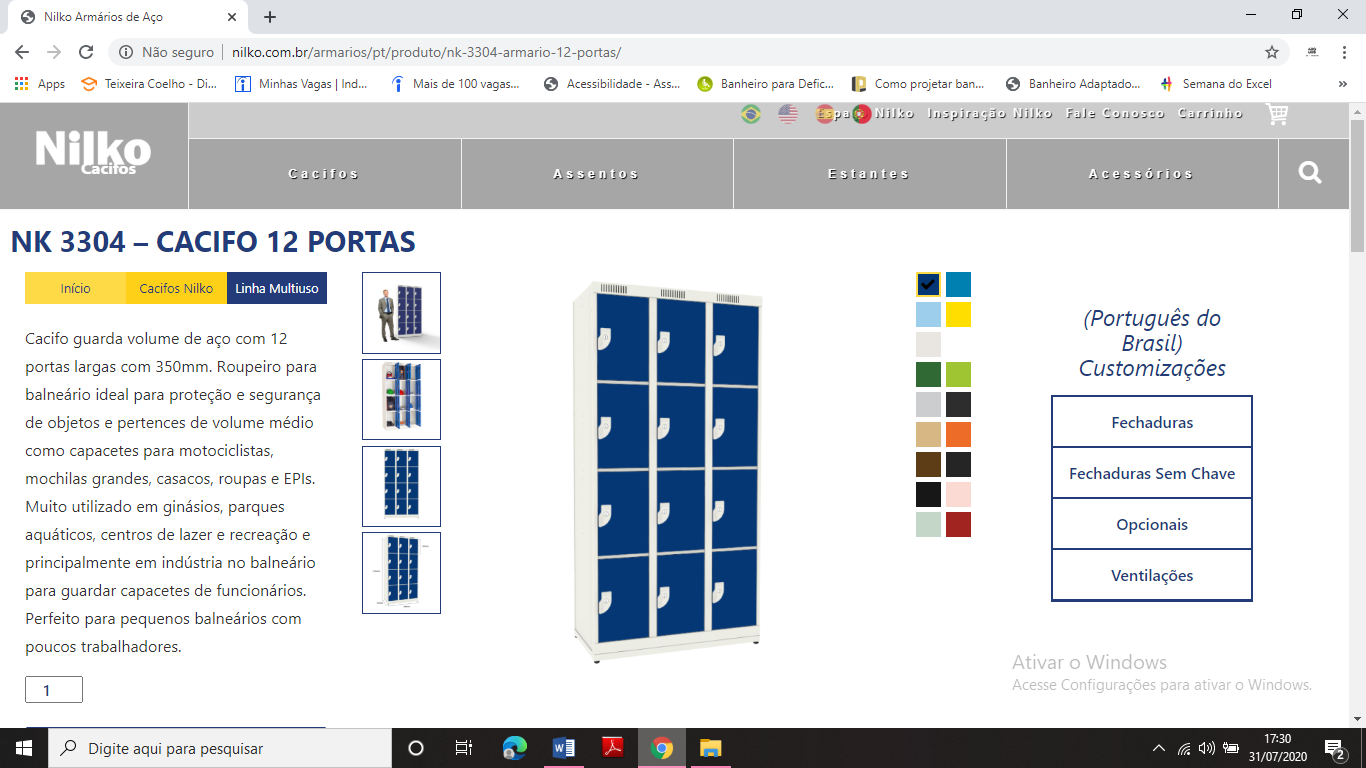 Nilko Armários de Aço
Não seguro
nilko.com.br/armarios/pt/produto/nk-3304-armario-12-portas/
Apps
Teixeira Coelho - Di...
Minhas Vagas | Ind...
Mais de 100 vagas...
Acessibilidade - Ass...
Banheiro para Defic...
Como projetar ban...
Banheiro Adaptado...
Semana do Excel
Nilko
Cacifos
Espaço Nilko
Inspiração Nilko
Fale Conosco
Carrinho
Cacifos
Assentos
Estantes
Acessórios
NK 3304 – CACIFO 12 PORTAS
Início
Cacifos Nilko
Linha Multiuso
Cacifo guarda volume de aço com 12
portas largas com 350mm. Roupeiro para
balneário ideal para proteção e segurança
de objetos e pertences de volume médio
como capacetes para motociclistas,
mochilas grandes, casacos, roupas e EPIs.
Muito utilizado em ginásios, parques
aquáticos, centros de lazer e recreação e
principalmente em indústria no balneário
para guardar capacetes de funcionários.
Perfeito para pequenos balneários com
poucos trabalhadores.
1
(Português do
Brasil)
Customizações
Fechaduras
Fechaduras Sem Chave
Opcionais
Ventilações
Ativar o Windows
Acesse Configurações para ativar o Windows.
Digite aqui para pesquisar
17:30
31/07/2020
2